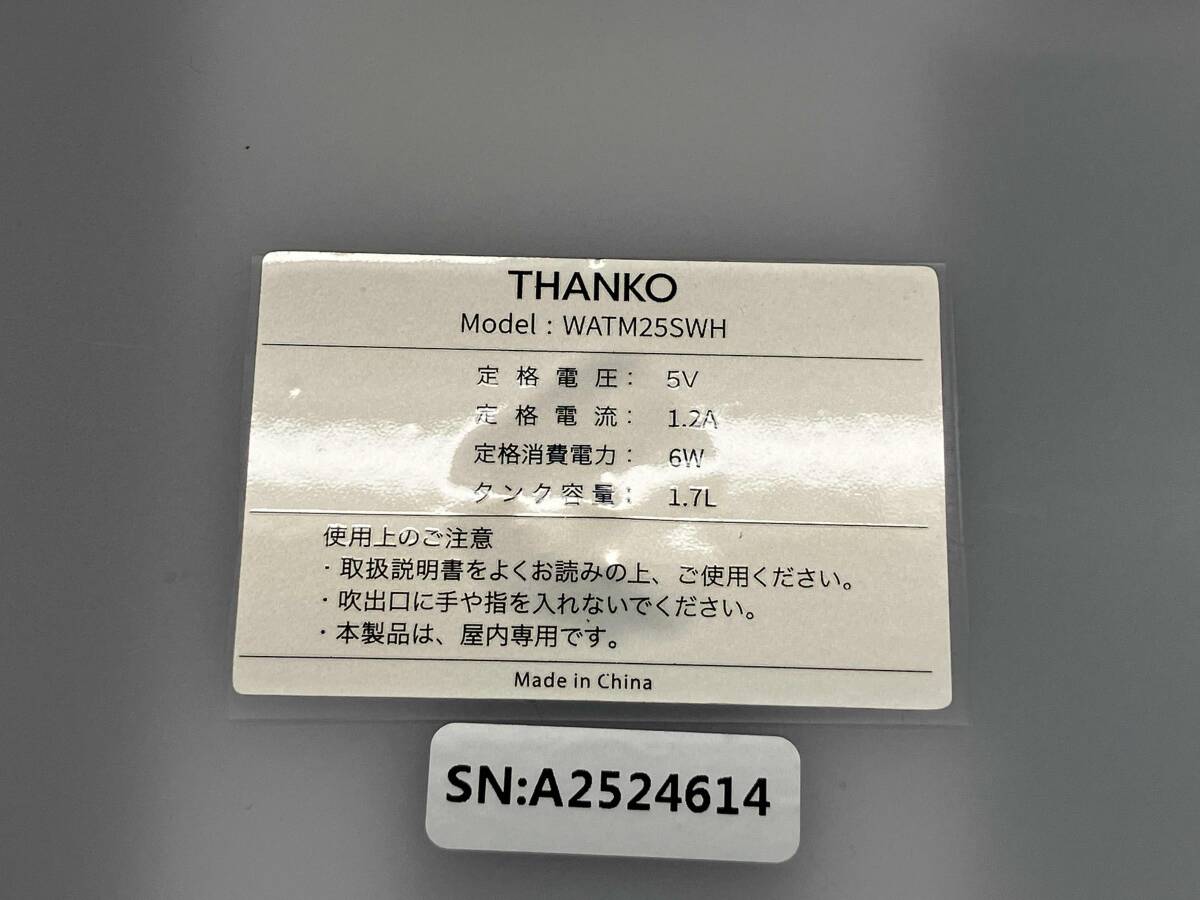 THANKO
Model : WATM25SWH
定格電圧: 5V
定格電流: 1.2A
定格消費電力: 6W
タンク容量: 1.7L
使用上のご注意
・取扱説明書をよくお読みの上、ご使用ください。
・吹出口に手や指を入れないでください。
・本製品は、屋内専用です。
Made in China
SN:A2524614